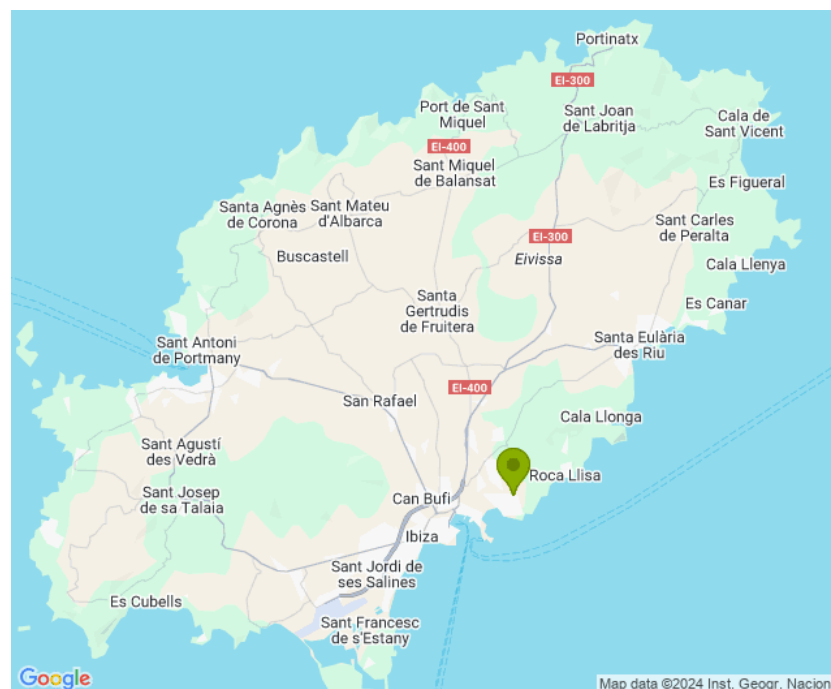 Portinatx
EI-300
Port de Sant
Miquel
Sant Joan
de Labritja
Cala de
Sant Vicent
EI-400
Sant Miquel
de Balansat
Es Figueral
Santa Agnès
de Corona
Sant Mateu
d'Albarca
Sant Carles
de Peralta
EI-300
Buscastell
Eivissa
Cala Llenya
Santa
Gertrudis
de Fruitera
Es Canar
Sant Antoni
de Portmany
Santa Eulària
des Riu
EI-400
San Rafael
Cala Llonga
Sant Agustí
des Vedrà
Roca Llisa
Sant Josep
de sa Talaia
Can Bufi
Ibiza
Sant Jordi de
ses Salines
Es Cubells
Sant Francesc
de s'Estany
Google
Map data ©2024 Inst. Geogr. Nacion